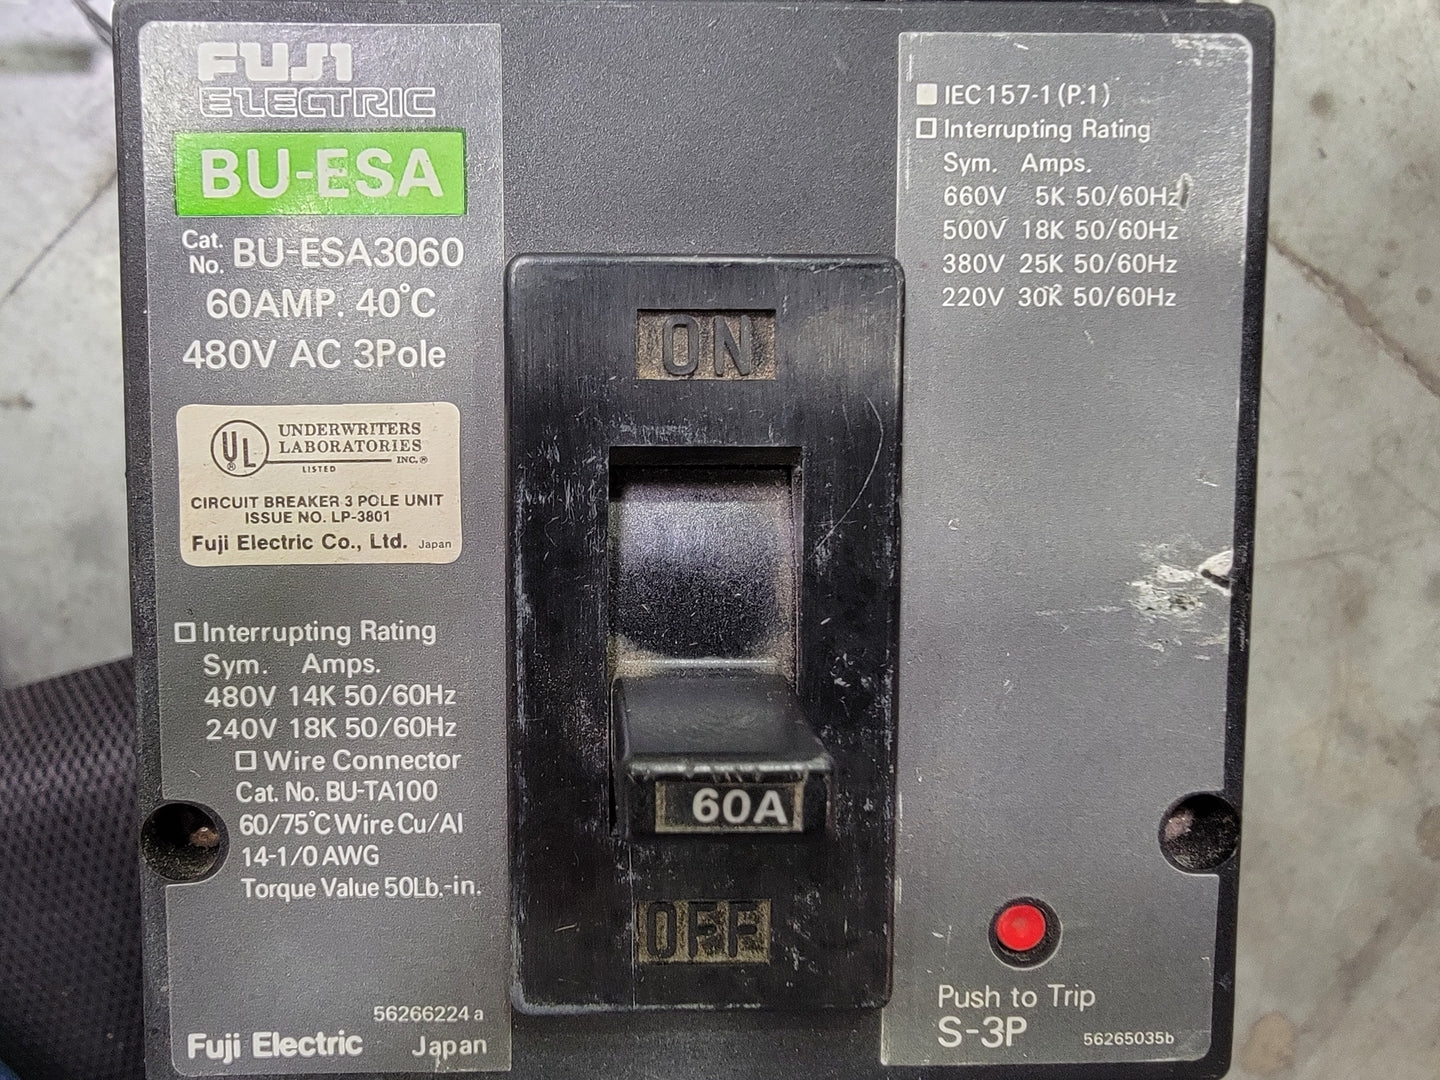 FUJI
ELECTRIC
BU-ESA
Cat. No. BU-ESA3060
60AMP. 40°C
480V AC 3Pole
UL
UNDERWRITERS
LABORATORIES
INC.®
LISTED
CIRCUIT BREAKER 3 POLE UNIT
ISSUE NO. LP-3801
Fuji Electric Co., Ltd. Japan
□ Interrupting Rating
Sym. Amps.
480V 14K 50/60Hz
240V 18K 50/60Hz
□ Wire Connector
Cat. No. BU-TA100
60/75°C Wire Cu/Al
14-1/0 AWG
Torque Value 50Lb.-in.
56266224 a
Fuji Electric Japan
ON
60A
OFF
■ IEC157-1 (P.1)
□ Interrupting Rating
Sym. Amps.
660V 5K 50/60Hz
500V 18K 50/60Hz
380V 25K 50/60Hz
220V 30K 50/60Hz
Push to Trip
S-3P
56265035b